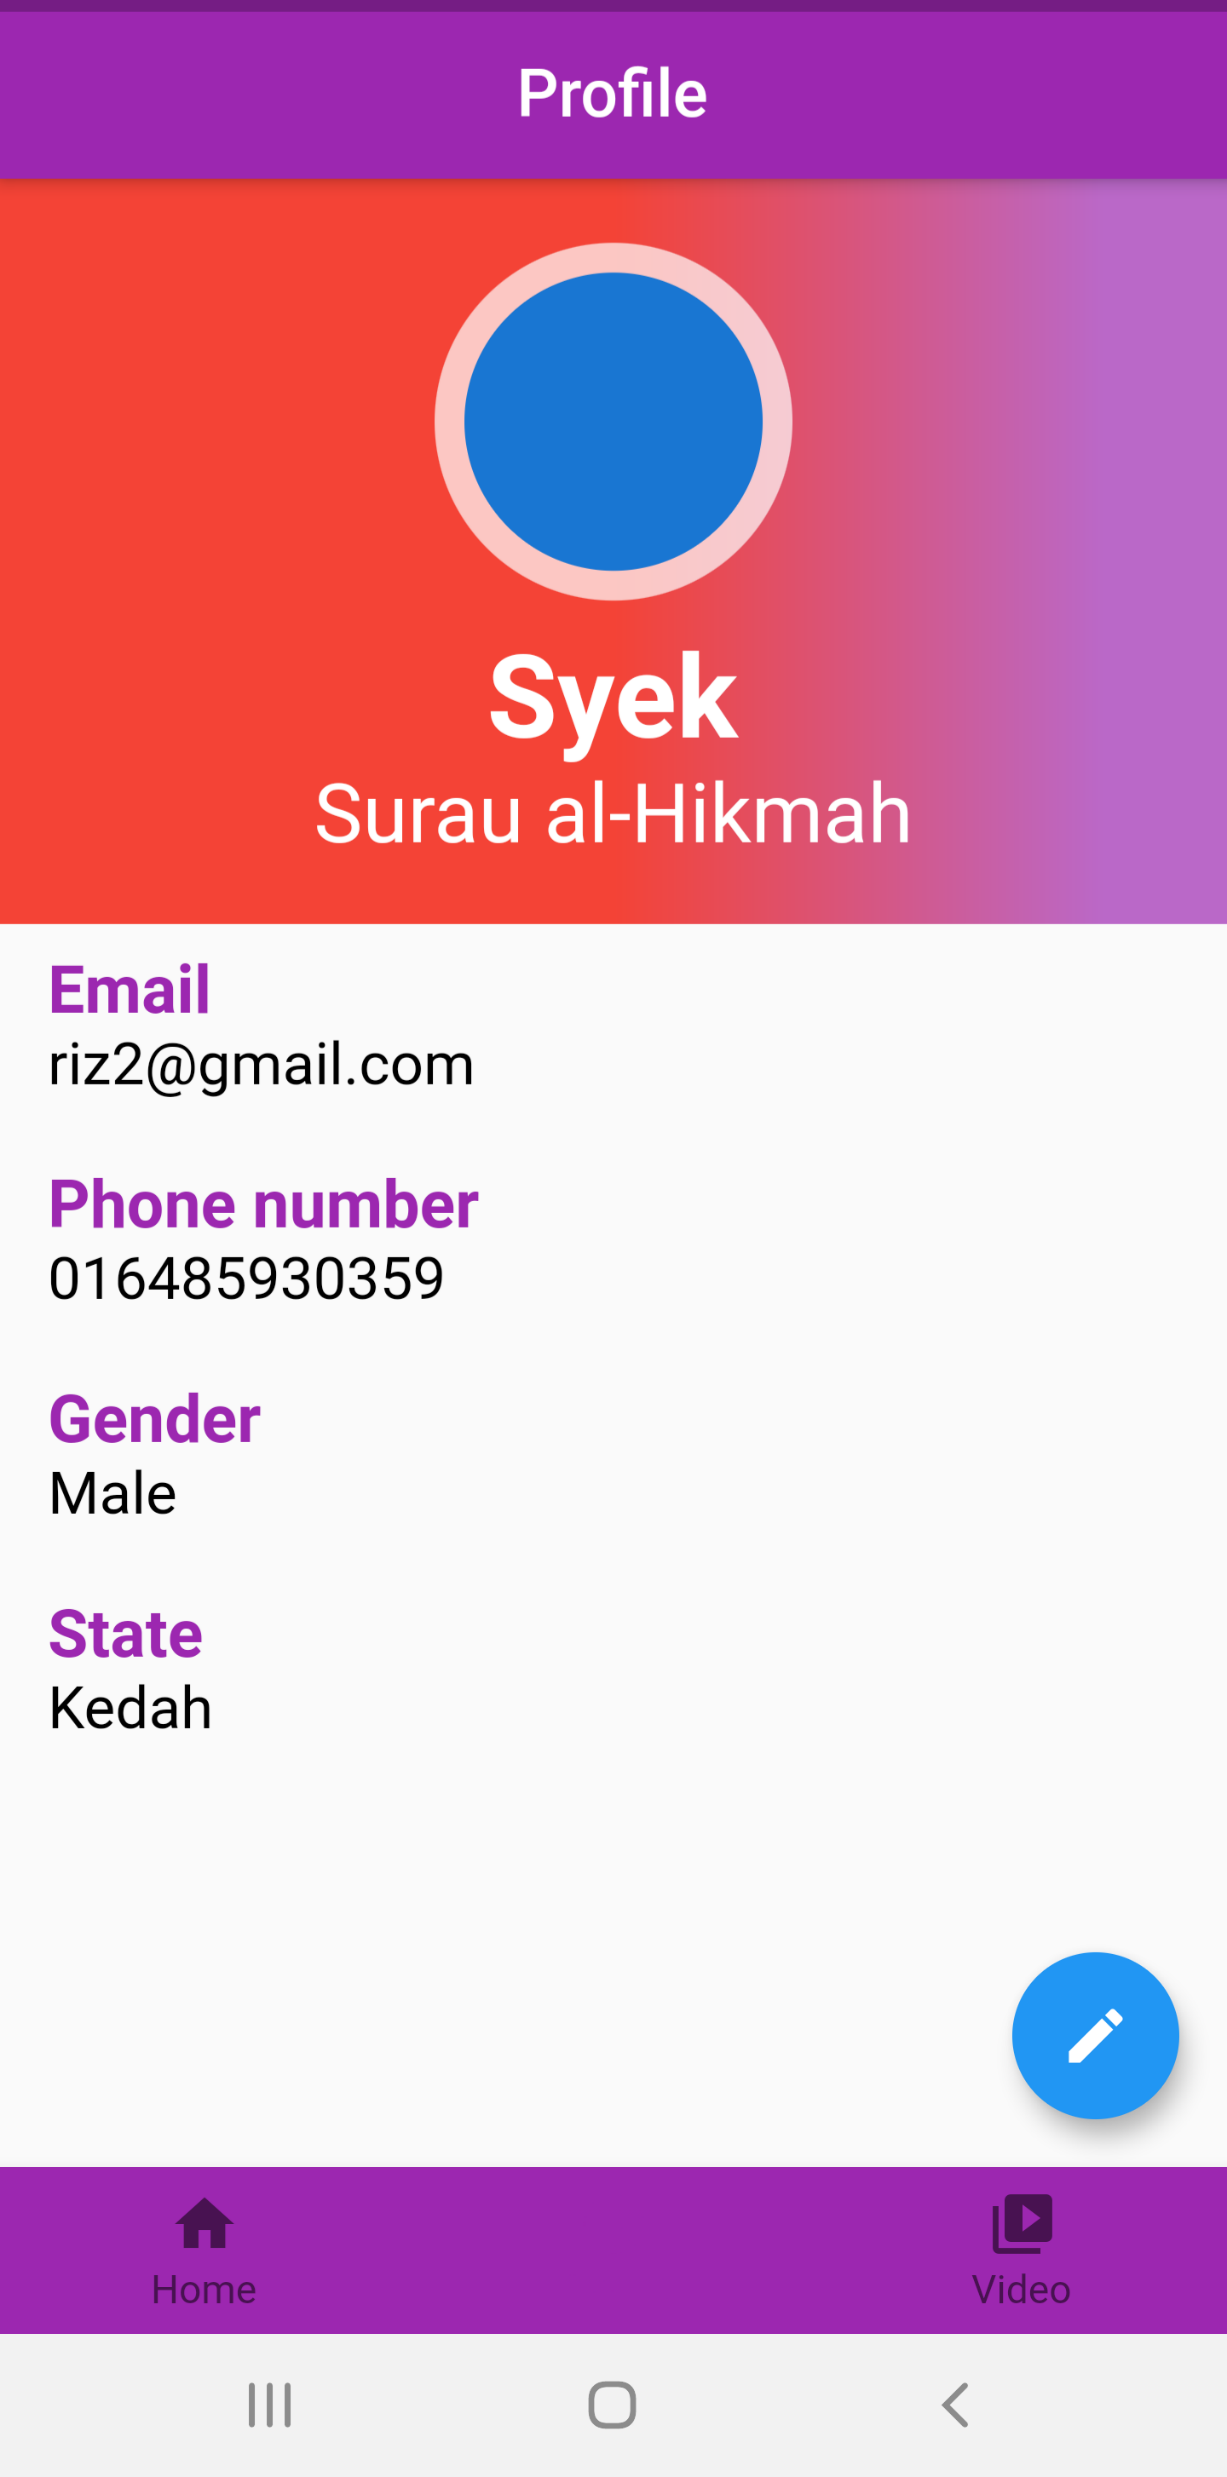 Profile
Syek
Surau al-Hikmah
Email
riz2@gmail.com
Phone number
016485930359
Gender
Male
State
Kedah
Home
Video